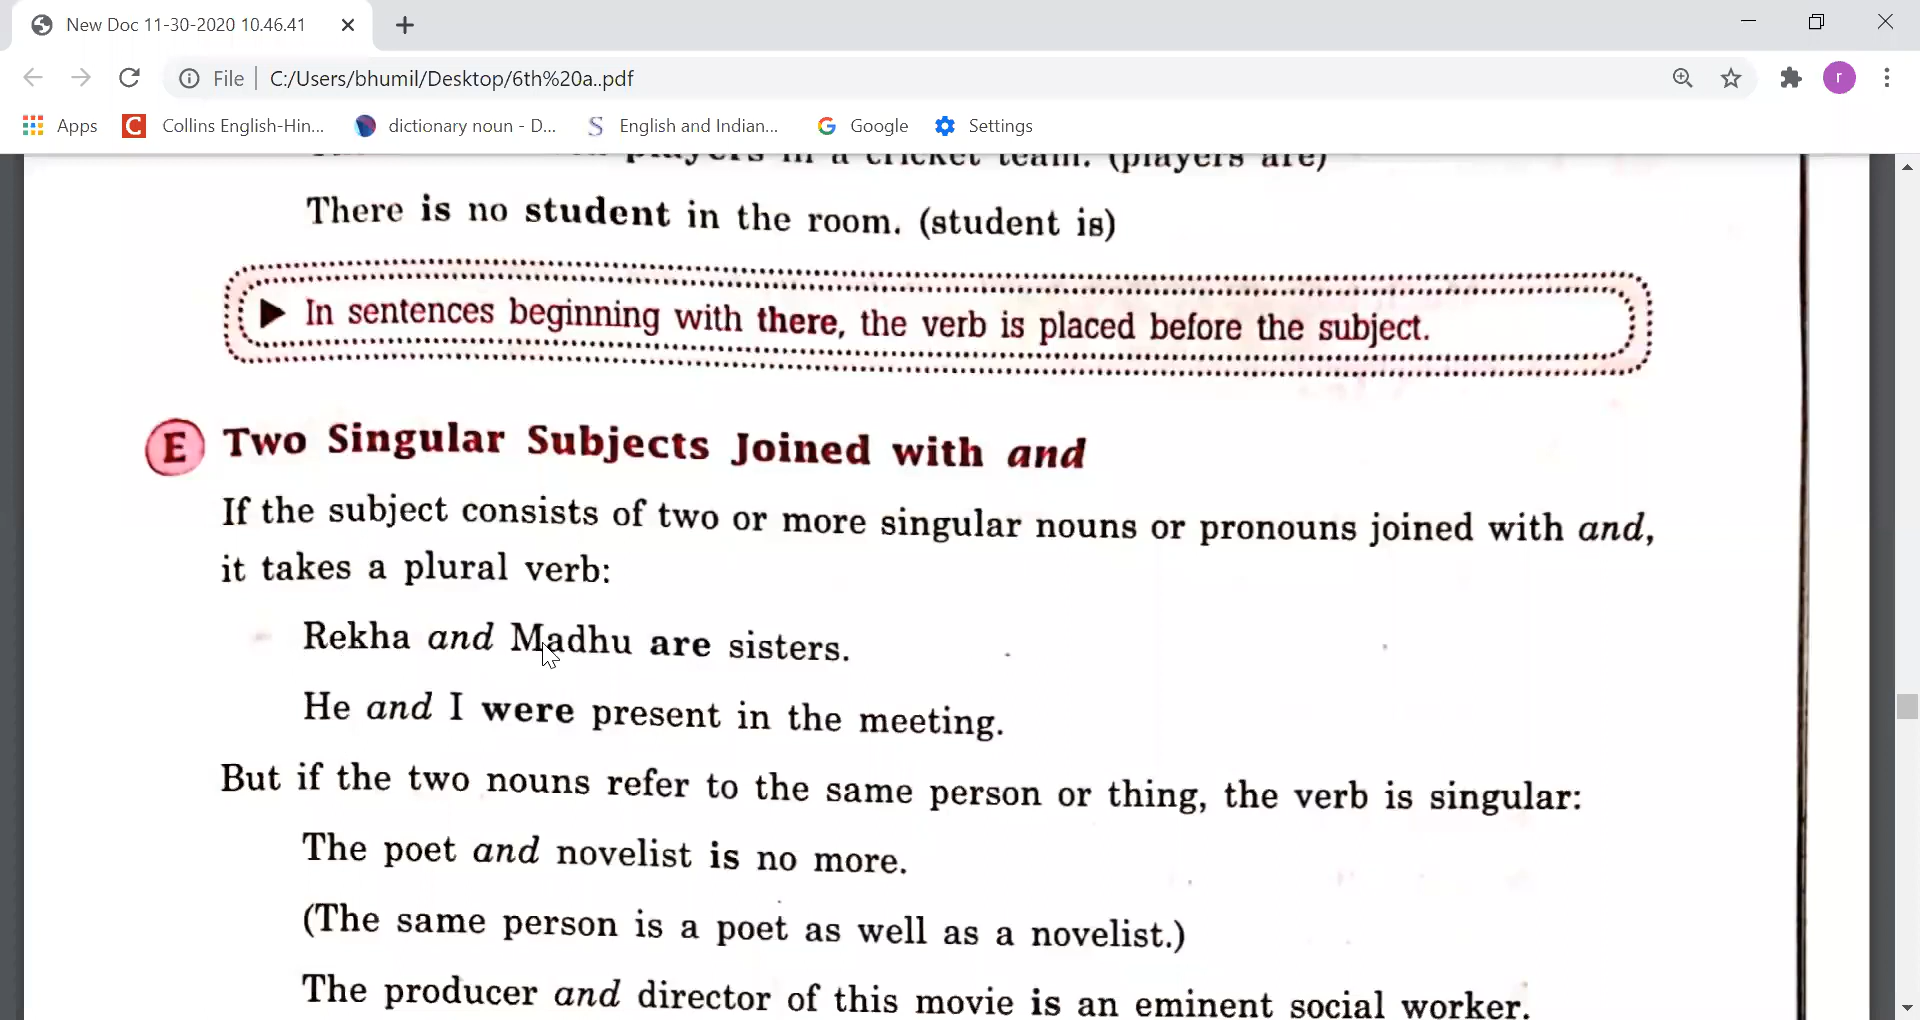 New Doc 11-30-2020 10.46.41
File C:/Users/bhumil/Desktop/6th%20a..pdf
r
Apps Collins English-Hin... dictionary noun - D... English and Indian... Google Settings
players in a cricket team. (players are)
There is no student in the room. (student is)
▶ In sentences beginning with there, the verb is placed before the subject.
E Two Singular Subjects Joined with and
If the subject consists of two or more singular nouns or pronouns joined with and,
it takes a plural verb:
Rekha and Madhu are sisters.
He and I were present in the meeting.
But if the two nouns refer to the same person or thing, the verb is singular:
The poet and novelist is no more.
(The same person is a poet as well as a novelist.)
The producer and director of this movie is an eminent social worker.